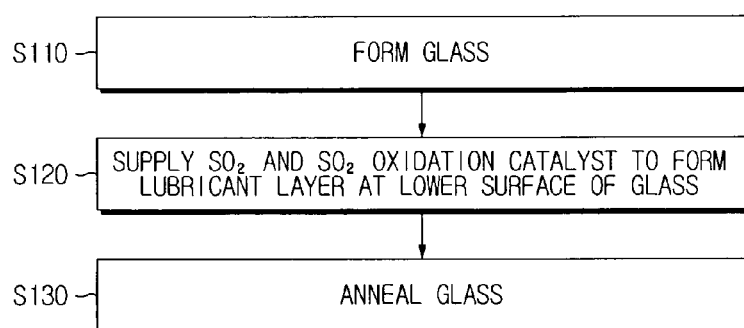 S110
FORM GLASS
S120
SUPPLY SO₂ AND SO₂ OXIDATION CATALYST TO FORM
LUBRICANT LAYER AT LOWER SURFACE OF GLASS
S130
ANNEAL GLASS